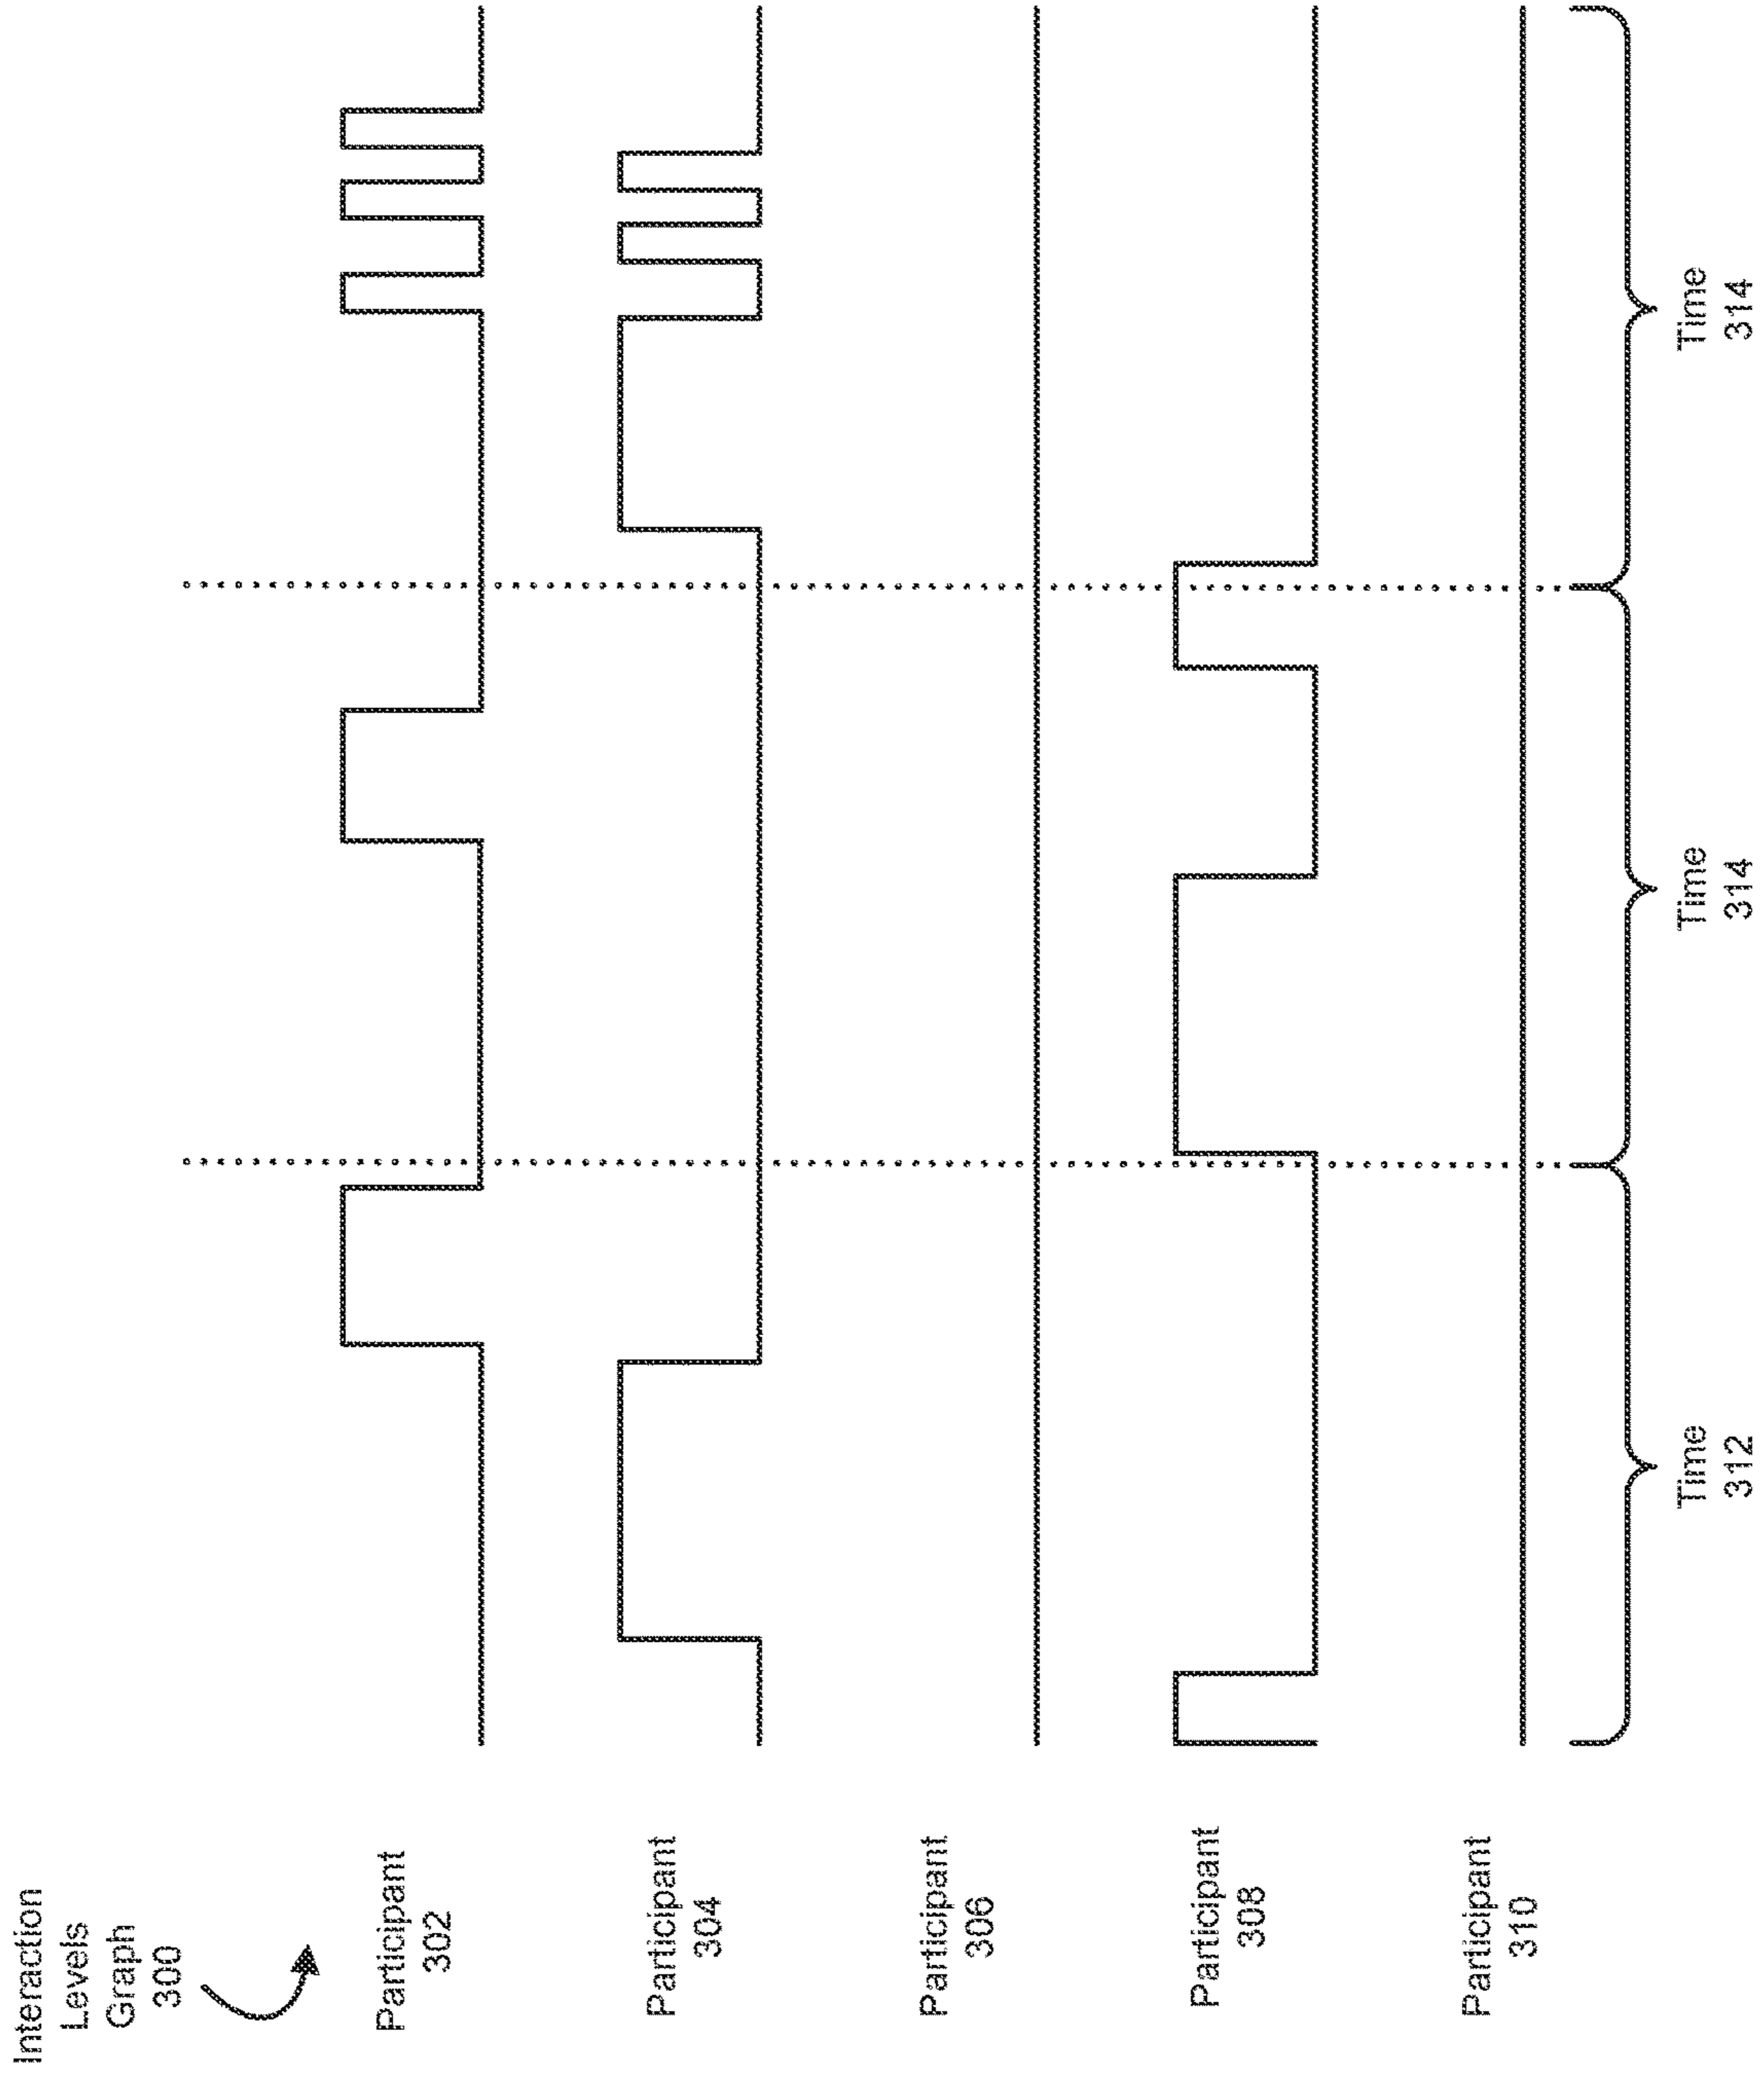 Interaction
Levels
Graph
300
Participant
302
Participant
304
Participant
306
Participant
308
Participant
310
Time
312
Time
314
Time
314